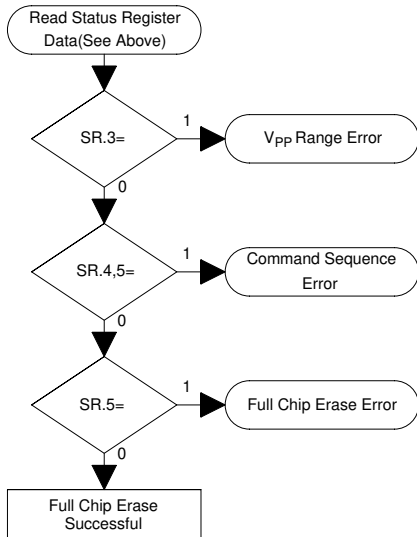 Read Status Register
Data(See Above)
SR.3=
1
VPP Range Error
0
SR.4,5=
1
Command Sequence
Error
0
SR.5=
1
Full Chip Erase Error
0
Full Chip Erase
Successful